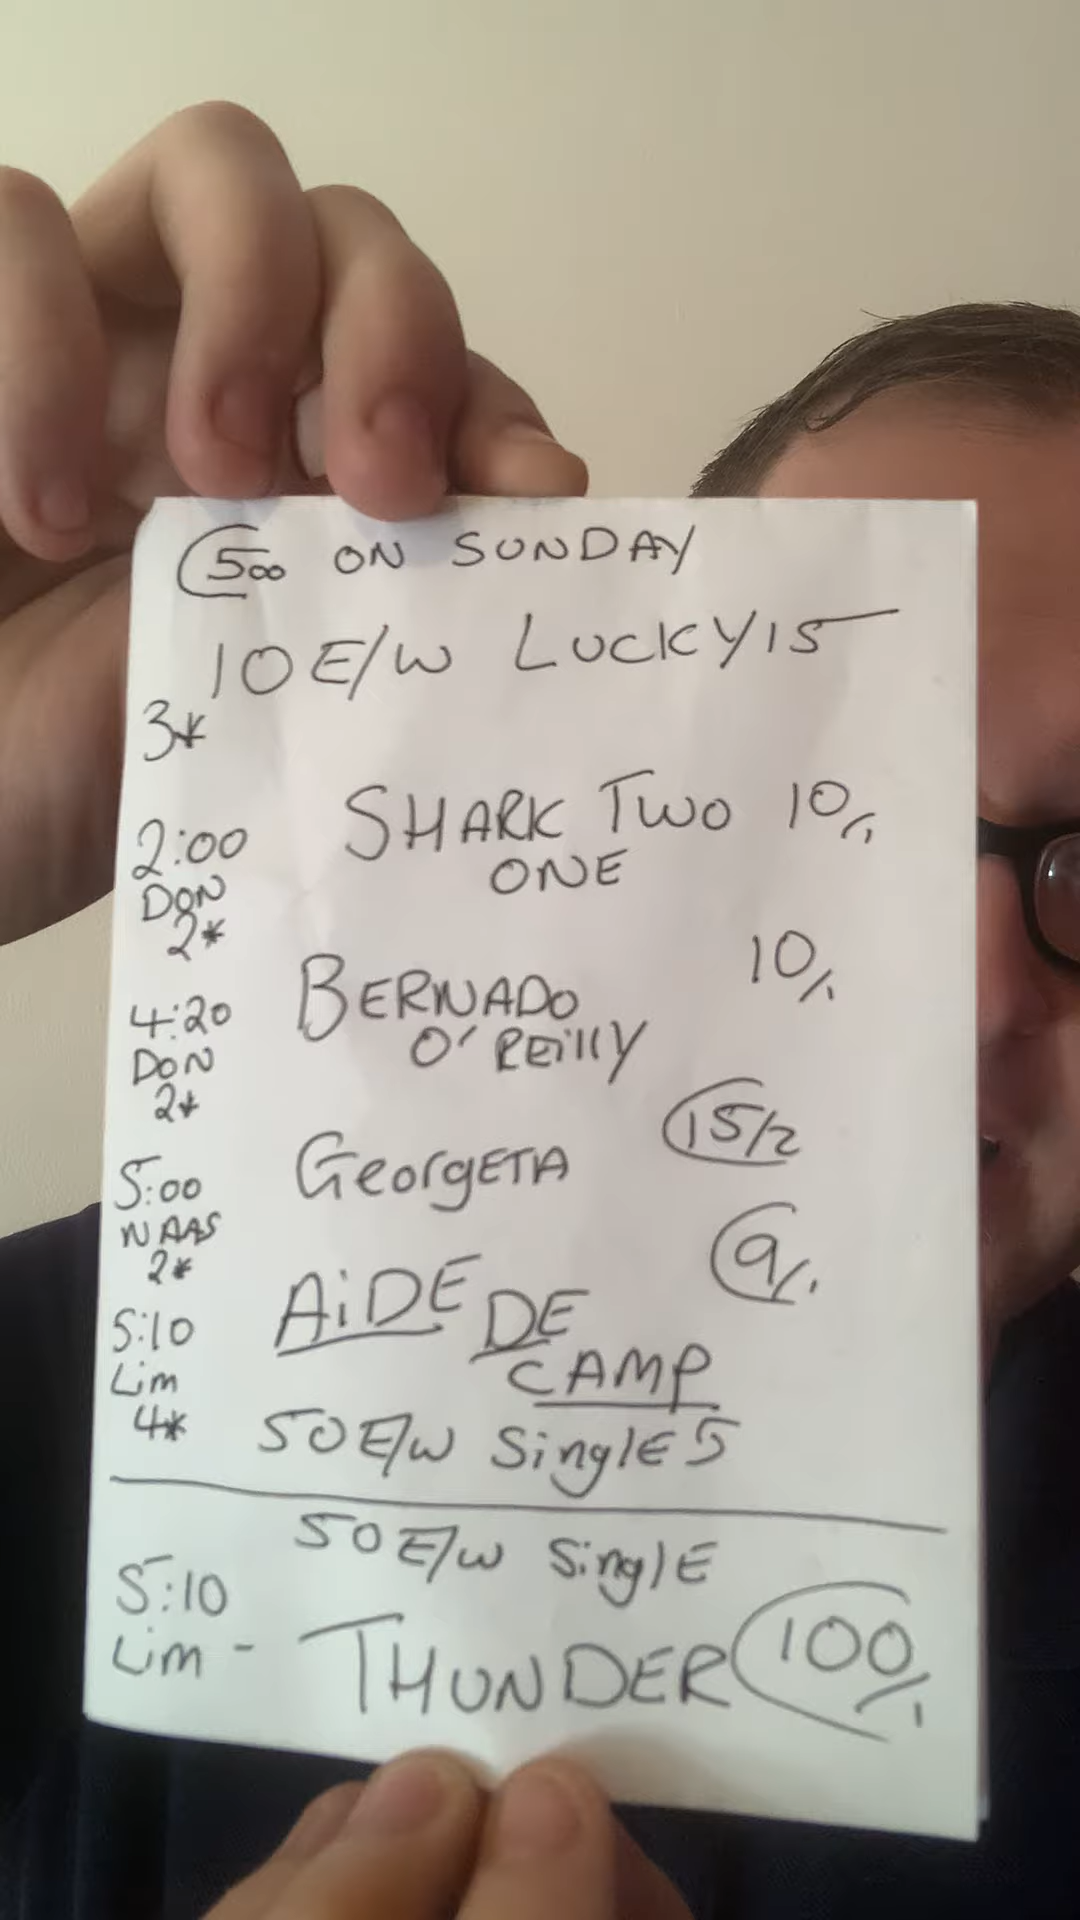 500 ON SUNDAY
10 E/W LUCKY 15
3*
2:00 SHARK TWO 10/1
DON ONE
2*
4:20 BERNADO 10/1
DON O'REILLY
2*
5:00 GEORGETA 15/2
NAAS
2*
5:10 AIDE DE 9/1
Lim CAMP
4* 50 E/W SINGLES
50 E/W SINGLE
5:10
Lim - THUNDER 100/1